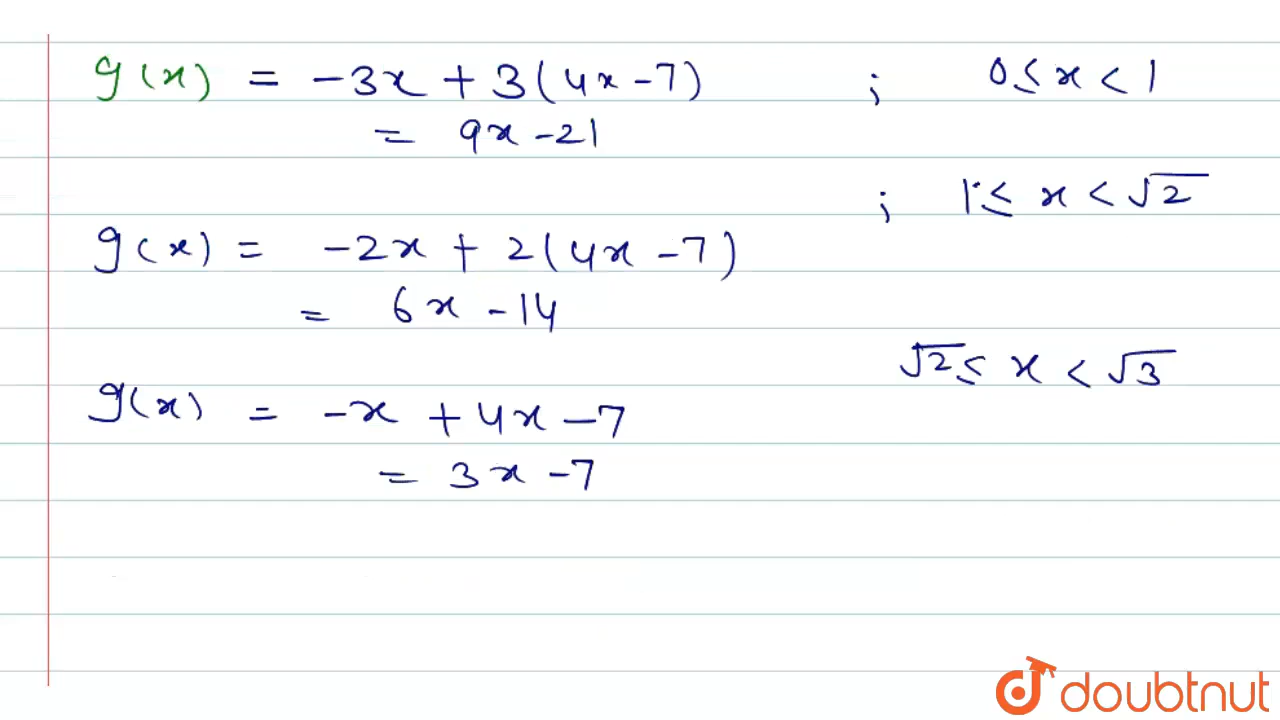 g(x) = -3x + 3(4x-7) ; 0≤x<1
= 9x-21
; 1≤ x < √2
g(x) = -2x + 2(4x-7)
= 6x-14
√2≤ x < √3
g(x) = -x + 4x-7
= 3x-7
doubtnut